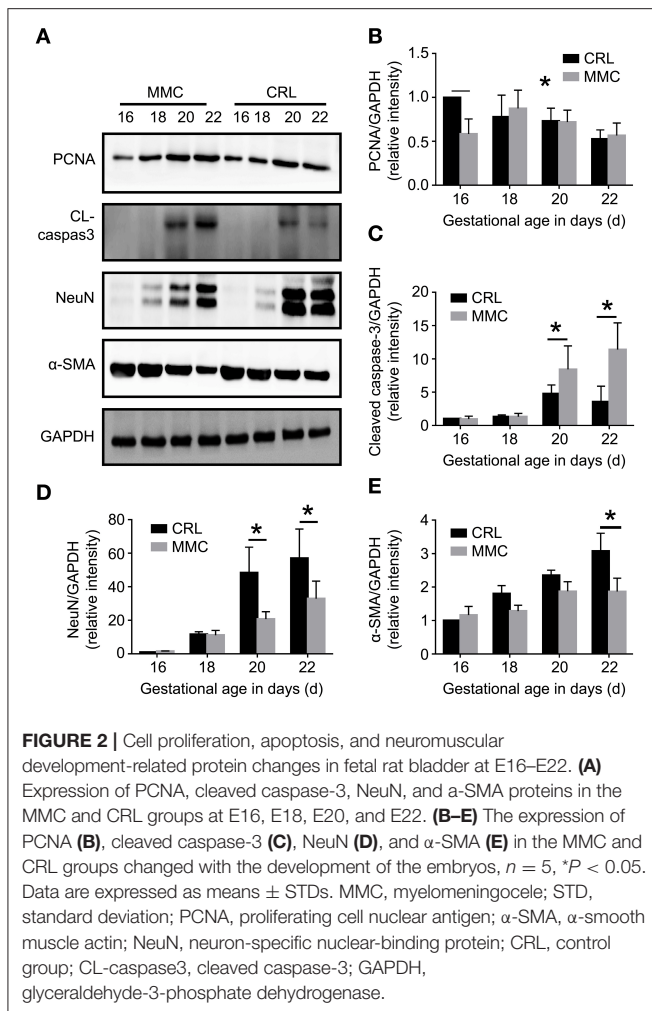 A
MMC CRL
16 18 20 22 16 18 20 22
PCNA
CL-
caspas3
NeuN
α-SMA
GAPDH
B
PCNA/GAPDH
(relative intensity)
1.5
1.0
0.5
0.0
*
CRL
MMC
16 18 20 22
Gestational age in days (d)
C
Cleaved caspase-3/GAPDH
(relative intensity)
20
15
10
5
0
CRL
MMC
* *
16 18 20 22
Gestational age in days (d)
D
NeuN/GAPDH
(relative intensity)
80
60
40
20
0
CRL
MMC
* *
16 18 20 22
Gestational age in days (d)
E
α-SMA/GAPDH
(relative intensity)
4
3
2
1
0
CRL
MMC
*
16 18 20 22
Gestational age in days (d)
FIGURE 2 | Cell proliferation, apoptosis, and neuromuscular
development-related protein changes in fetal rat bladder at E16–E22. (A)
Expression of PCNA, cleaved caspase-3, NeuN, and a-SMA proteins in the
MMC and CRL groups at E16, E18, E20, and E22. (B–E) The expression of
PCNA (B), cleaved caspase-3 (C), NeuN (D), and α-SMA (E) in the MMC and
CRL groups changed with the development of the embryos, n = 5, *P < 0.05.
Data are expressed as means ± STDs. MMC, myelomeningocele; STD,
standard deviation; PCNA, proliferating cell nuclear antigen; α-SMA, α-smooth
muscle actin; NeuN, neuron-specific nuclear-binding protein; CRL, control
group; CL-caspase3, cleaved caspase-3; GAPDH,
glyceraldehyde-3-phosphate dehydrogenase.